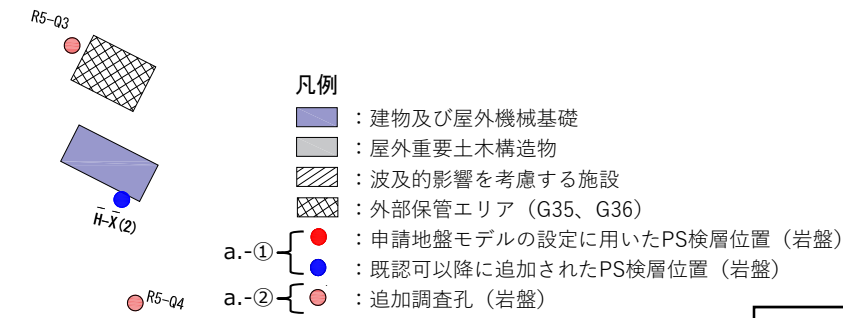 R5-Q3
H̄-X̄(2)
R5-Q4
凡例
：建物及び屋外機械基礎
：屋外重要土木構造物
：波及的影響を考慮する施設
：外部保管エリア（G35、G36）
a.-①
：申請地盤モデルの設定に用いたPS検層位置（岩盤）
：既認可以降に追加されたPS検層位置（岩盤）
a.-②
：追加調査孔（岩盤）